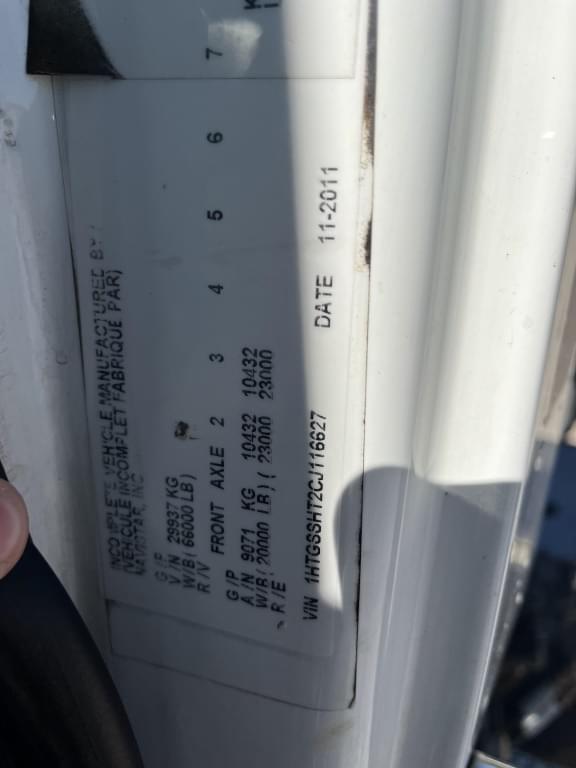 INCOMPLETE VEHICLE MANUFACTURED BY /
(VEHICULE INCOMPLET FABRIQUE PAR)
NAVISTAR, INC
G / P
V / N 29937 KG
W/B ( 66000 LB)
R / V
FRONT AXLE 2 3 4 5 6 7
G / P
A / N 9071 KG 10432 10432
W/B ( 20000 LB ) ( 23000 23000
R / E
VIN 1HTGSSHT2CJ116627 DATE 11-2011